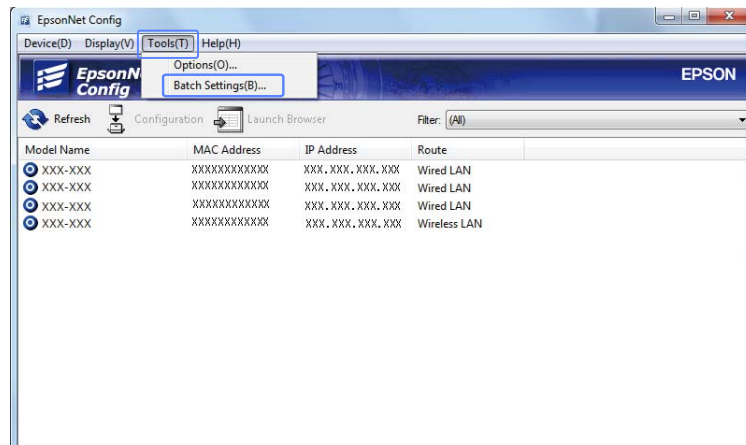 EpsonNet Config
Device(D) Display(V) Tools(T) Help(H)
Options(O)...
Batch Settings(B)...
EpsonN
Config
EPSON
Refresh Configuration Launch Browser Filter: (All)
Model Name MAC Address IP Address Route
XXX-XXX XXXXXXXXXXXX XXX.XXX.XXX.XXX Wired LAN
XXX-XXX XXXXXXXXXXXX XXX.XXX.XXX.XXX Wired LAN
XXX-XXX XXXXXXXXXXXX XXX.XXX.XXX.XXX Wired LAN
XXX-XXX XXXXXXXXXXXX XXX.XXX.XXX.XXX Wireless LAN